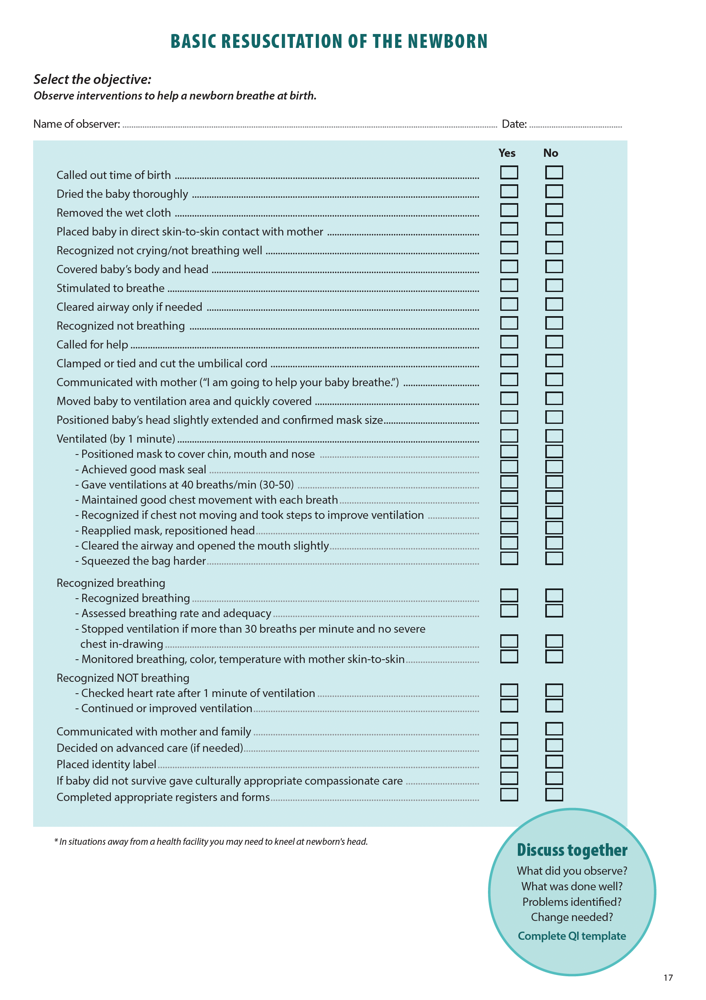 BASIC RESUSCITATION OF THE NEWBORN
Select the objective:
Observe interventions to help a newborn breathe at birth.
Name of observer: Date:
Yes No
Called out time of birth
Dried the baby thoroughly
Removed the wet cloth
Placed baby in direct skin-to-skin contact with mother
Recognized not crying/not breathing well
Covered baby’s body and head
Stimulated to breathe
Cleared airway only if needed
Recognized not breathing
Called for help
Clamped or tied and cut the umbilical cord
Communicated with mother (“I am going to help your baby breathe.”)
Moved baby to ventilation area and quickly covered
Positioned baby’s head slightly extended and confirmed mask size
Ventilated (by 1 minute)
- Positioned mask to cover chin, mouth and nose
- Achieved good mask seal
- Gave ventilations at 40 breaths/min (30-50)
- Maintained good chest movement with each breath
- Recognized if chest not moving and took steps to improve ventilation
- Reapplied mask, repositioned head
- Cleared the airway and opened the mouth slightly
- Squeezed the bag harder
Recognized breathing
- Recognized breathing
- Assessed breathing rate and adequacy
- Stopped ventilation if more than 30 breaths per minute and no severe
chest in-drawing
- Monitored breathing, color, temperature with mother skin-to-skin
Recognized NOT breathing
- Checked heart rate after 1 minute of ventilation
- Continued or improved ventilation
Communicated with mother and family
Decided on advanced care (if needed)
Placed identity label
If baby did not survive gave culturally appropriate compassionate care
Completed appropriate registers and forms
* In situations away from a health facility you may need to kneel at newborn's head.
Discuss together
What did you observe?
What was done well?
Problems identified?
Change needed?
Complete QI template
17